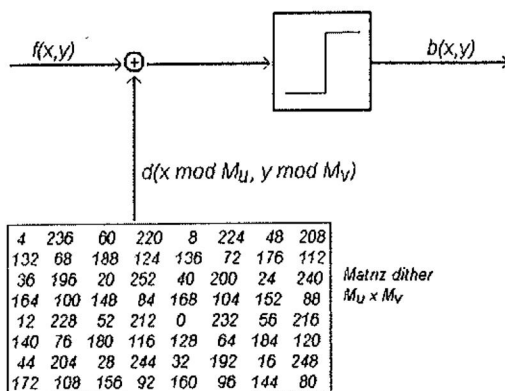 f(x,y)
+
b(x,y)
d(x mod Mu, y mod Mv)
4 236 60 220 8 224 48 208
132 68 188 124 136 72 176 112
36 196 20 252 40 200 24 240
164 100 148 84 168 104 152 88
12 228 52 212 0 232 56 216
140 76 180 116 128 64 184 120
44 204 28 244 32 192 16 248
172 108 156 92 160 96 144 80
Matriz dither
Mu x Mv